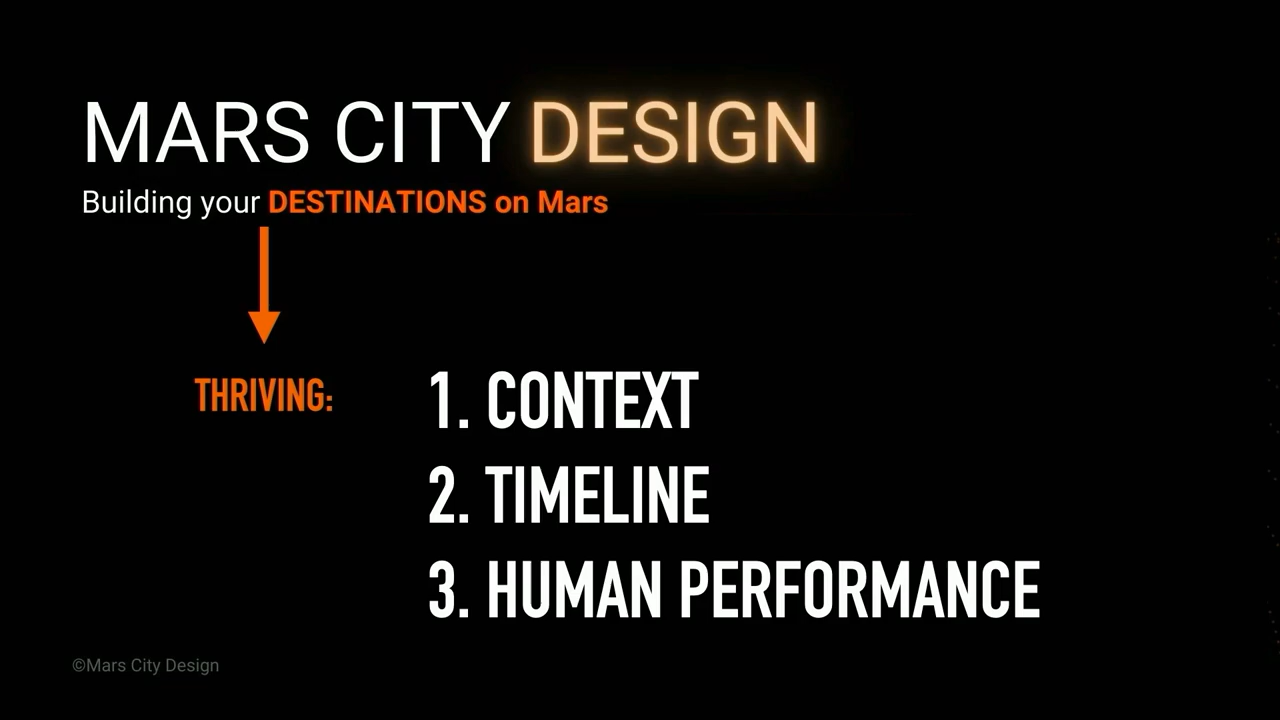 MARS CITY DESIGN
Building your DESTINATIONS on Mars
THRIVING:
1. CONTEXT
2. TIMELINE
3. HUMAN PERFORMANCE
©Mars City Design